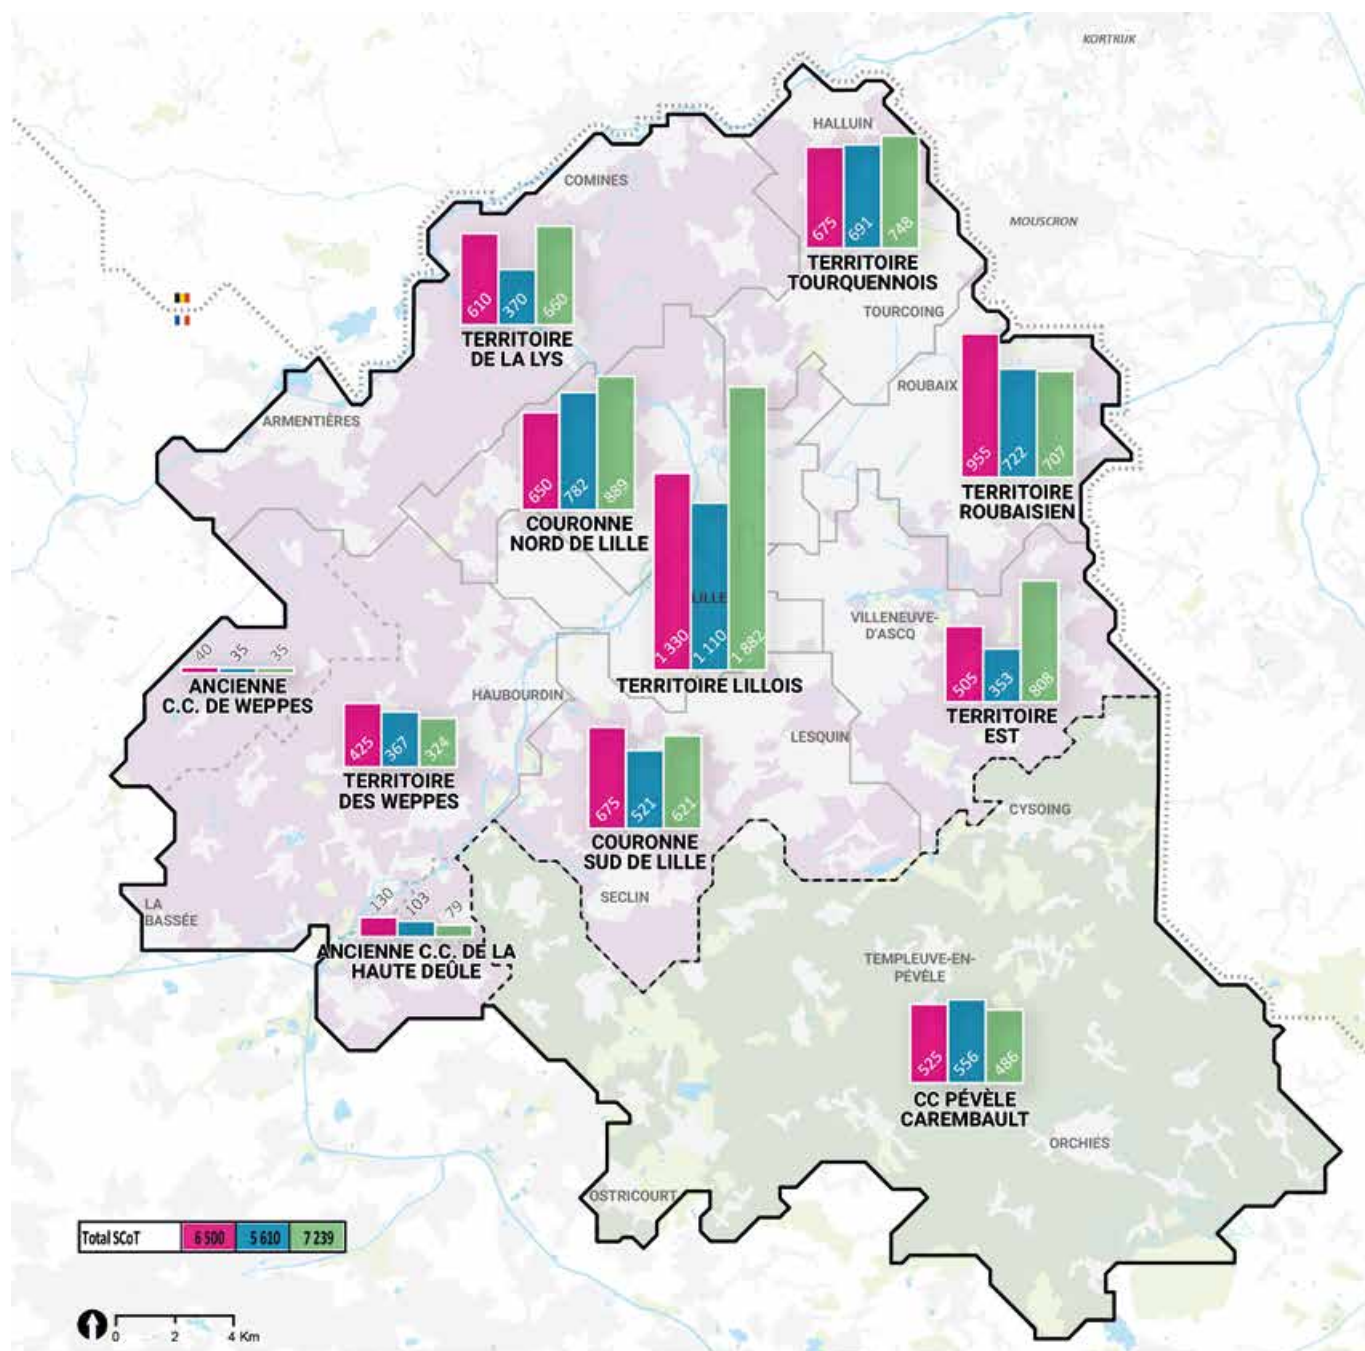 KORTRIJK
HALLUIN
COMINES
MOUSCRON
675 691 748
TERRITOIRE
TOURQUENNOIS
TOURCOING
610 370 660
TERRITOIRE
DE LA LYS
ROUBAIX
ARMENTIÈRES
955 722 707
TERRITOIRE
ROUBAISIEN
650 782 889
COURONNE
NORD DE LILLE
LILLE
1 330 1 110 1 882
TERRITOIRE LILLOIS
VILLENEUVE-
D'ASCQ
505 353 808
TERRITOIRE
EST
40 35 35
ANCIENNE
C.C. DE WEPPES
HAUBOURDIN
425 367 324
TERRITOIRE
DES WEPPES
LESQUIN
675 521 621
COURONNE
SUD DE LILLE
CYSOING
SECLIN
LA
BASSÉE
130 103 79
ANCIENNE C.C. DE LA
HAUTE DEÛLE
TEMPLEUVE-EN-
PÉVÈLE
525 556 486
CC PÉVÈLE
CAREMBAULT
ORCHIES
OSTRICOURT
Total SCoT 6 500 5 610 7 239
0 2 4 Km